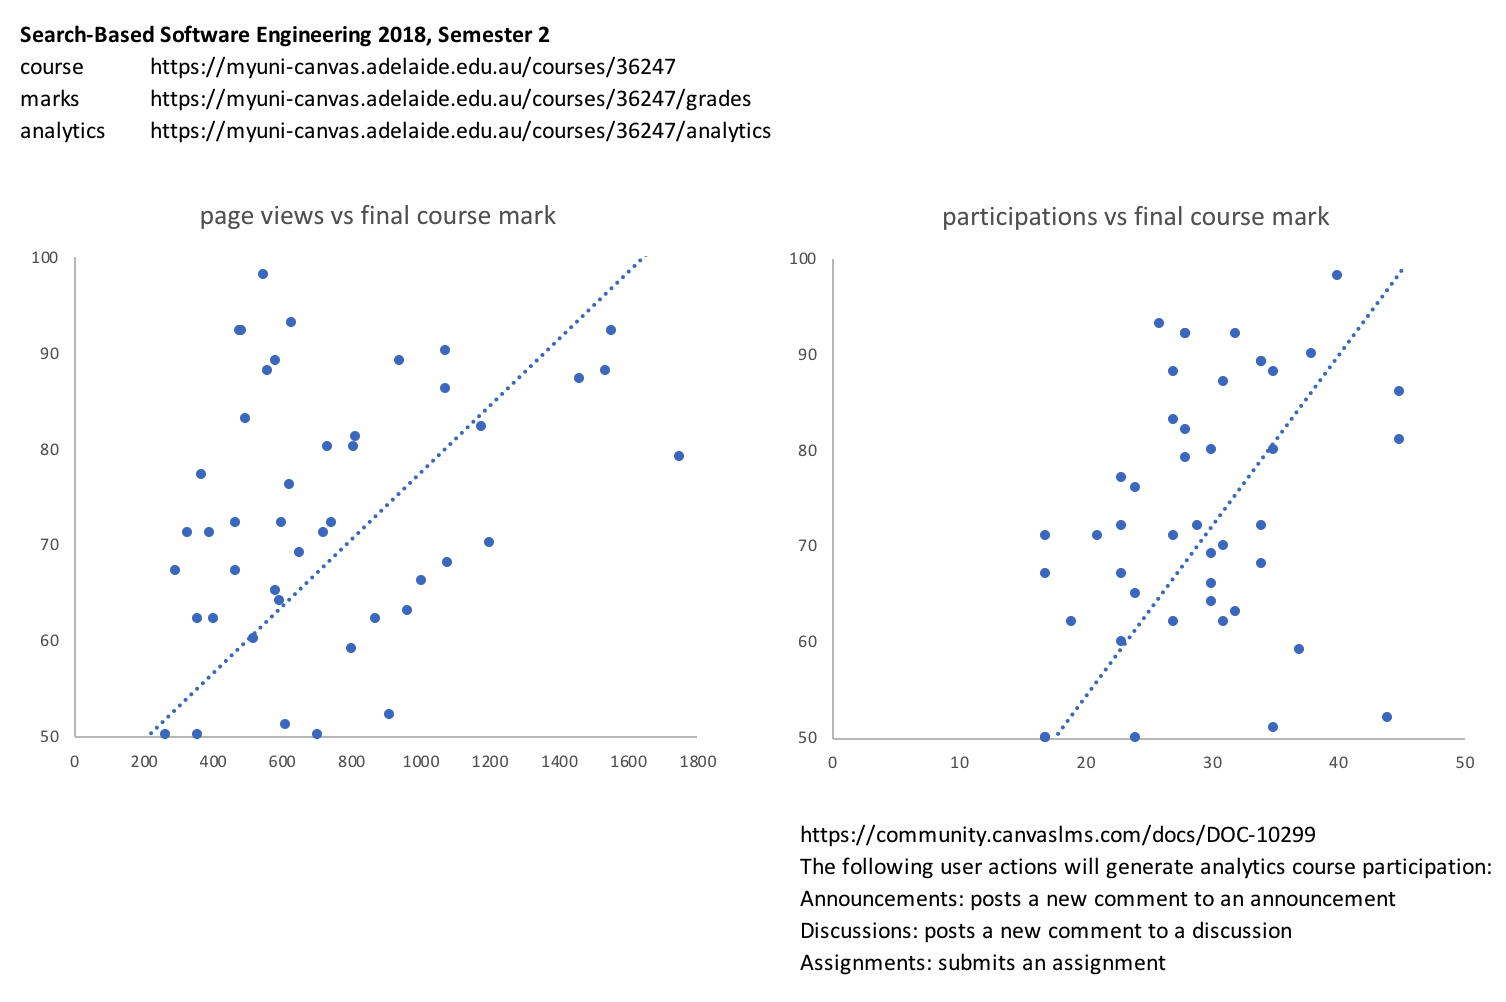 Search-Based Software Engineering 2018, Semester 2
course https://myuni-canvas.adelaide.edu.au/courses/36247
marks https://myuni-canvas.adelaide.edu.au/courses/36247/grades
analytics https://myuni-canvas.adelaide.edu.au/courses/36247/analytics
page views vs final course mark
100
90
80
70
60
50
0 200 400 600 800 1000 1200 1400 1600 1800
participations vs final course mark
100
90
80
70
60
50
0 10 20 30 40 50
https://community.canvaslms.com/docs/DOC-10299
The following user actions will generate analytics course participation:
Announcements: posts a new comment to an announcement
Discussions: posts a new comment to a discussion
Assignments: submits an assignment